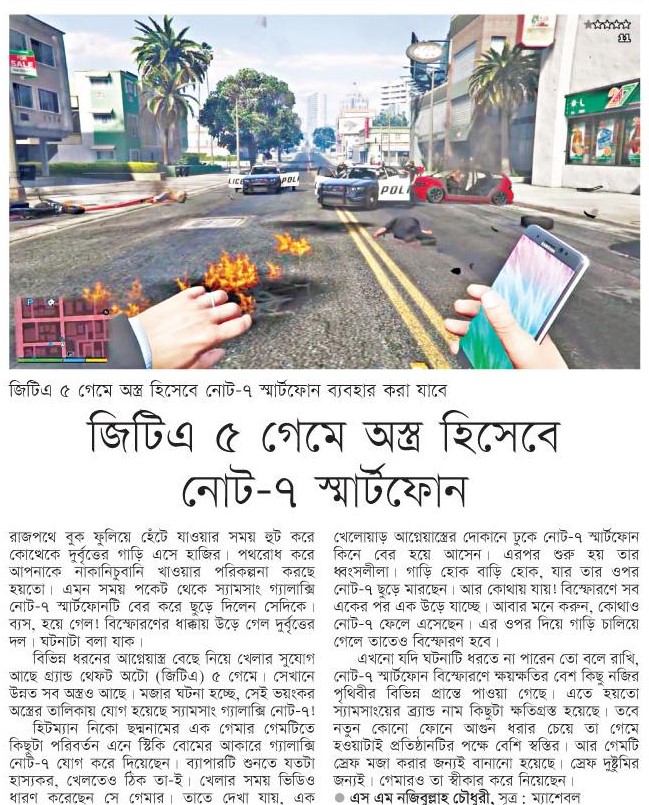 SALE
11
POLICE
POLI
P
24
SAMSUNG
জিটিএ ৫ গেমে অস্ত্র হিসেবে নোট-৭ স্মার্টফোন ব্যবহার করা যাবে
জিটিএ ৫ গেমে অস্ত্র হিসেবে
নোট-৭ স্মার্টফোন
রাজপথে বুক ফুলিয়ে হেঁটে যাওয়ার সময় হুট করে
কোত্থেকে দুর্বৃত্তের গাড়ি এসে হাজির। পথরোধ করে
আপনাকে নাকানিচুবানি খাওয়ার পরিকল্পনা করছে
হয়তো। এমন সময় পকেট থেকে স্যামসাং গ্যালাক্সি
নোট-৭ স্মার্টফোনটি বের করে ছুড়ে দিলেন সেদিকে।
ব্যস, হয়ে গেল! বিস্ফোরণের ধাক্কায় উড়ে গেল দুর্বৃত্তের
দল। ঘটনাটা বলা যাক।
বিভিন্ন ধরনের আগ্নেয়াস্ত্র বেছে নিয়ে খেলার সুযোগ
আছে গ্র্যান্ড থেফট অটো (জিটিএ) ৫ গেমে। সেখানে
উন্নত সব অস্ত্রও আছে। মজার ঘটনা হচ্ছে, সেই ভয়ংকর
অস্ত্রের তালিকায় যোগ হয়েছে স্যামসাং গ্যালাক্সি নোট-৭!
হিটম্যান নিকো ছদ্মনামের এক গেমার গেমটিতে
কিছুটা পরিবর্তন এনে স্টিকি বোমের আকারে গ্যালাক্সি
নোট-৭ যোগ করে দিয়েছেন। ব্যাপারটি শুনতে যতটা
হাস্যকর, খেলতেও ঠিক তা-ই। খেলার সময় ভিডিও
ধারণ করেছেন সে গেমার। তাতে দেখা যায়, এক
খেলোয়াড় আগ্নেয়াস্ত্রের দোকানে ঢুকে নোট-৭ স্মার্টফোন
কিনে বের হয়ে আসেন। এরপর শুরু হয় তার
ধ্বংসলীলা। গাড়ি হোক বাড়ি হোক, যার তার ওপর
নোট-৭ ছুড়ে মারছেন। আর কোথায় যায়! বিস্ফোরণে সব
একের পর এক উড়ে যাচ্ছে। আবার মনে করুন, কোথাও
নোট-৭ ফেলে এসেছেন। এর ওপর দিয়ে গাড়ি চালিয়ে
গেলে তাতেও বিস্ফোরণ হবে।
এখনো যদি ঘটনাটি ধরতে না পারেন তো বলে রাখি,
নোট-৭ স্মার্টফোন বিস্ফোরণে ক্ষয়ক্ষতির বেশ কিছু নজির
পৃথিবীর বিভিন্ন প্রান্তে পাওয়া গেছে। এতে হয়তো
স্যামসাংয়ের ব্র্যান্ড নাম কিছুটা ক্ষতিগ্রস্ত হয়েছে। তবে
নতুন কোনো ফোনে আগুন ধরার চেয়ে তা গেমে
হওয়াটাই প্রতিষ্ঠানটির পক্ষে বেশি স্বস্তির। আর গেমটি
স্রেফ মজা করার জন্যই বানানো হয়েছে। স্রেফ দুষ্টুমির
জন্যই। গেমারও তা স্বীকার করে নিয়েছেন।
● এস এম নজিবুল্লাহ চৌধুরী, সূত্র : ম্যাশেবল